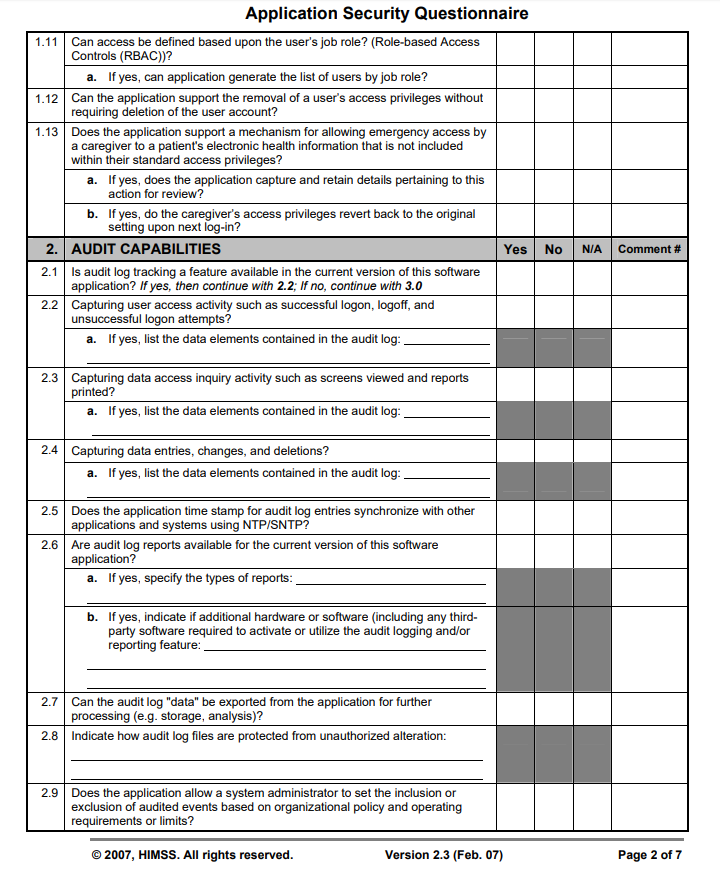 Application Security Questionnaire
1.11 Can access be defined based upon the user's job role? (Role-based Access
Controls (RBAC))?
a. If yes, can application generate the list of users by job role?
1.12 Can the application support the removal of a user's access privileges without
requiring deletion of the user account?
1.13 Does the application support a mechanism for allowing emergency access by
a caregiver to a patient's electronic health information that is not included
within their standard access privileges?
a. If yes, does the application capture and retain details pertaining to this
action for review?
b. If yes, do the caregiver's access privileges revert back to the original
setting upon next log-in?
2. AUDIT CAPABILITIES Yes No N/A Comment #
2.1 Is audit log tracking a feature available in the current version of this software
application? If yes, then continue with 2.2; If no, continue with 3.0
2.2 Capturing user access activity such as successful logon, logoff, and
unsuccessful logon attempts?
a. If yes, list the data elements contained in the audit log:
2.3 Capturing data access inquiry activity such as screens viewed and reports
printed?
a. If yes, list the data elements contained in the audit log:
2.4 Capturing data entries, changes, and deletions?
a. If yes, list the data elements contained in the audit log:
2.5 Does the application time stamp for audit log entries synchronize with other
applications and systems using NTP/SNTP?
2.6 Are audit log reports available for the current version of this software
application?
a. If yes, specify the types of reports:
b. If yes, indicate if additional hardware or software (including any third-
party software required to activate or utilize the audit logging and/or
reporting feature:
2.7 Can the audit log "data" be exported from the application for further
processing (e.g. storage, analysis)?
2.8 Indicate how audit log files are protected from unauthorized alteration:
2.9 Does the application allow a system administrator to set the inclusion or
exclusion of audited events based on organizational policy and operating
requirements or limits?
© 2007, HIMSS. All rights reserved. Version 2.3 (Feb. 07) Page 2 of 7